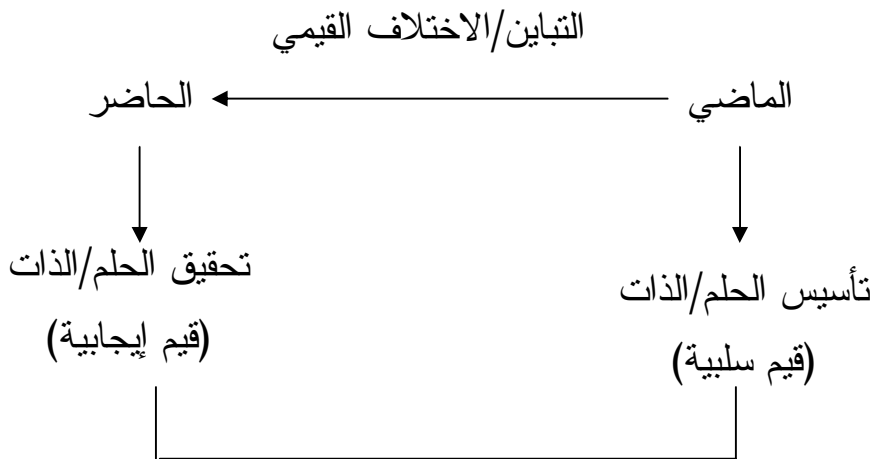 التباين/الاختلاف القيمي
الماضي
الحاضر
تأسيس الحلم/الذات
(قيم سلبية)
تحقيق الحلم/الذات
(قيم إيجابية)